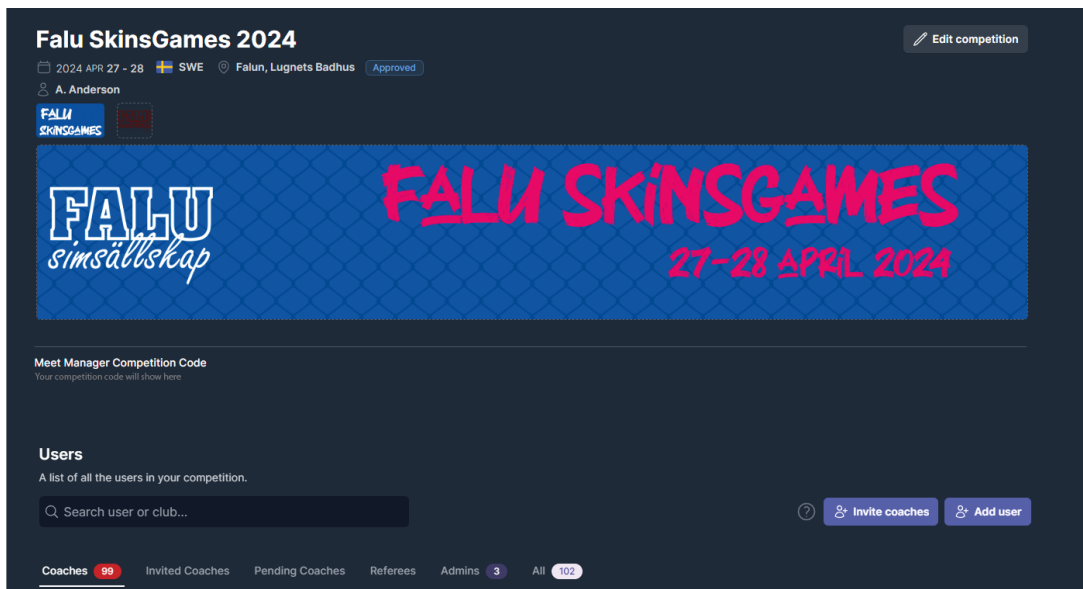 Falu SkinsGames 2024
Edit competition
2024 APR 27 - 28 SWE Falun, Lugnets Badhus Approved
A. Anderson
FALU
SKiNSGAMES
FALU SKiNSGAMES
27-28 APRiL 2024
FALU
simsällskap
Meet Manager Competition Code
Your competition code will show here
Users
A list of all the users in your competition.
Search user or club...
? Invite coaches Add user
Coaches 99 Invited Coaches Pending Coaches Referees Admins 3 All 102